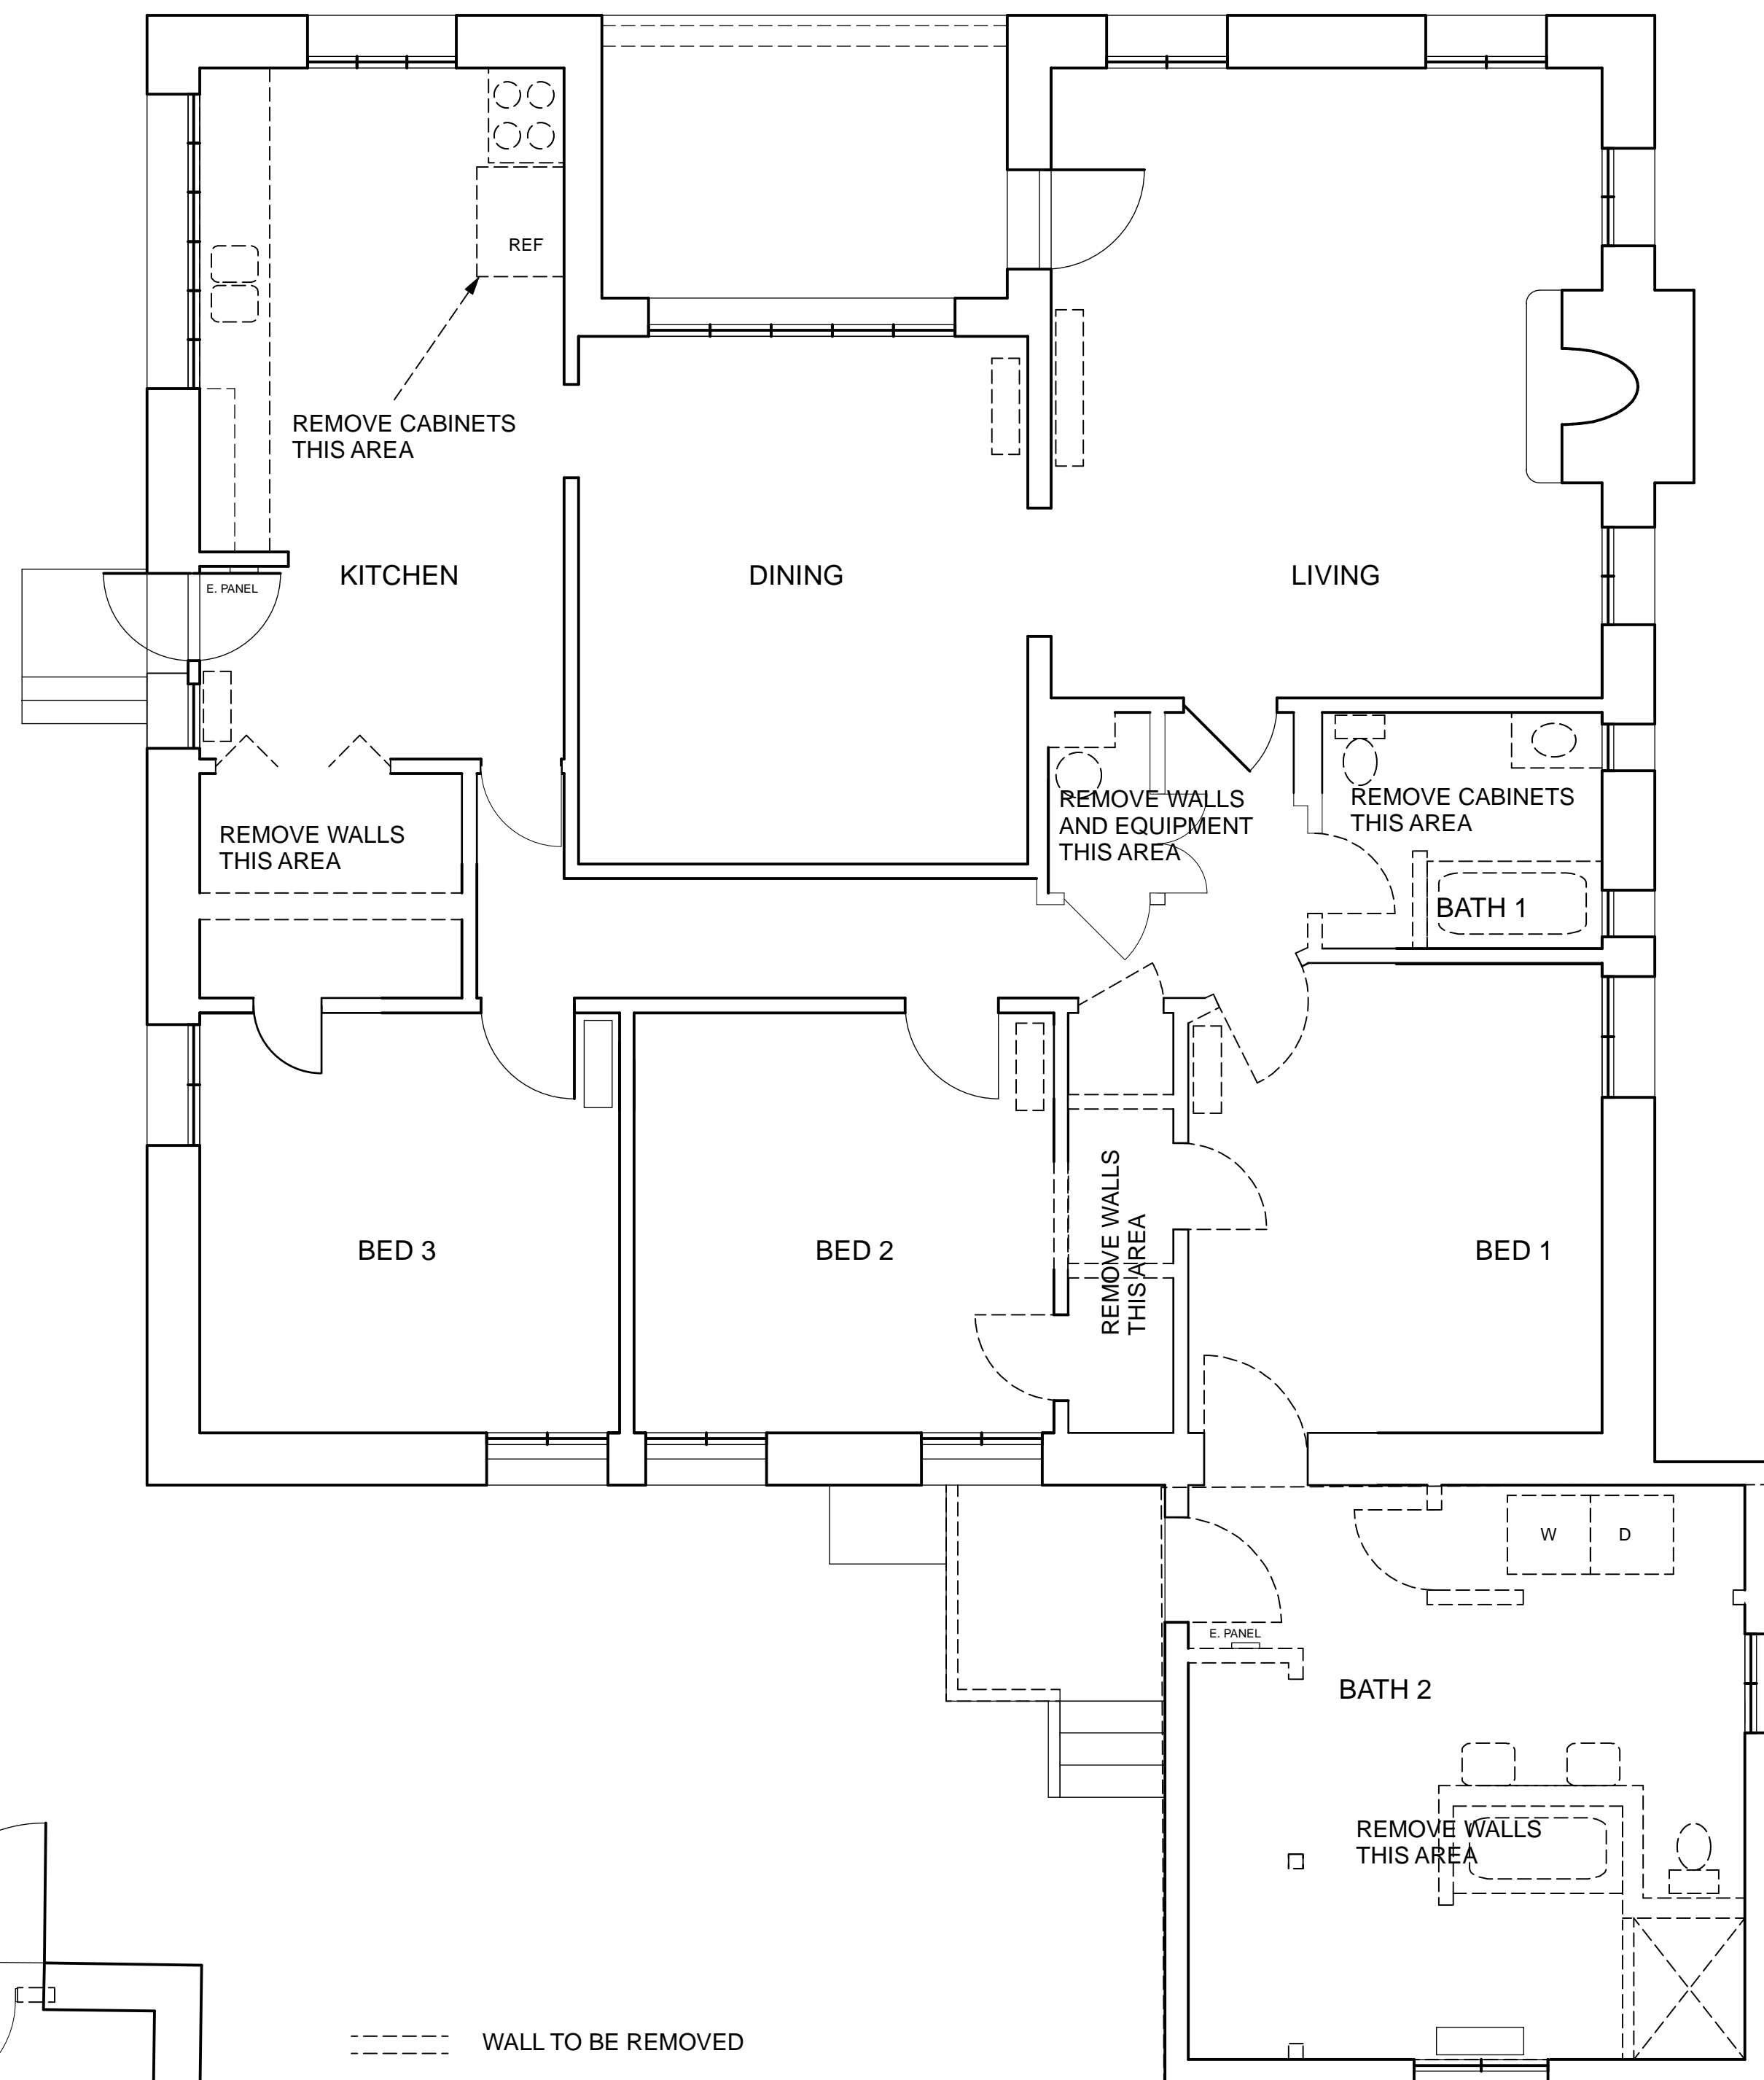 REF
REMOVE CABINETS
THIS AREA
KITCHEN
DINING
LIVING
E. PANEL
REMOVE WALLS
THIS AREA
REMOVE WALLS
AND EQUIPMENT
THIS AREA
REMOVE CABINETS
THIS AREA
BATH 1
REMOVE WALLS
THIS AREA
BED 3
BED 2
BED 1
W
D
E. PANEL
BATH 2
REMOVE WALLS
THIS AREA
WALL TO BE REMOVED